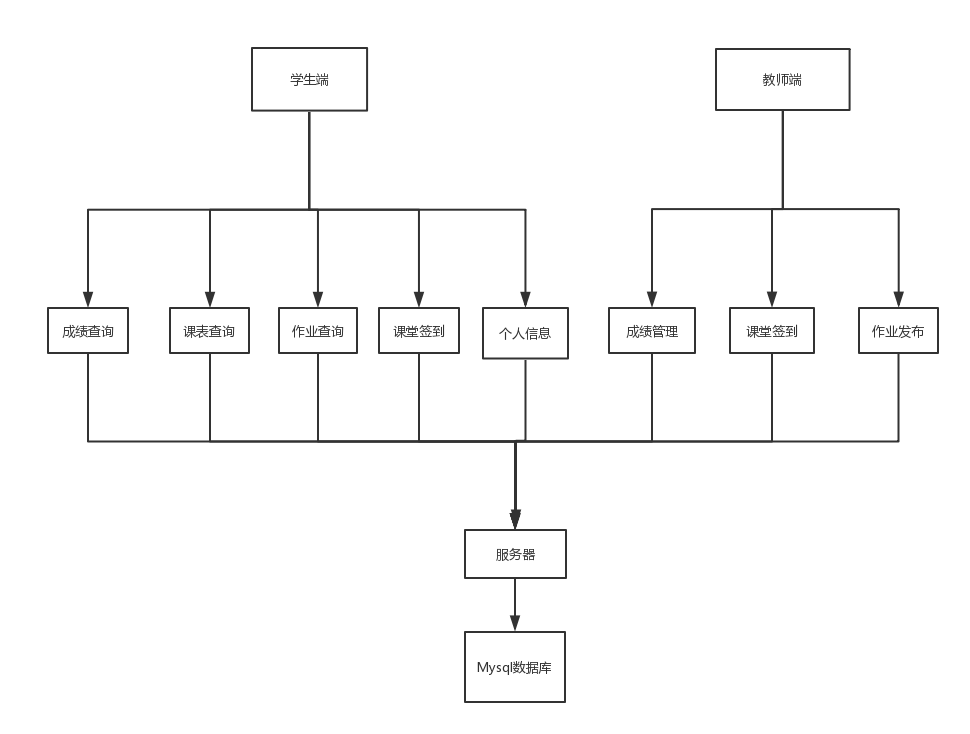 学生端
教师端
成绩查询
课表查询
作业查询
课堂签到
个人信息
成绩管理
课堂签到
作业发布
服务器
Mysql数据库